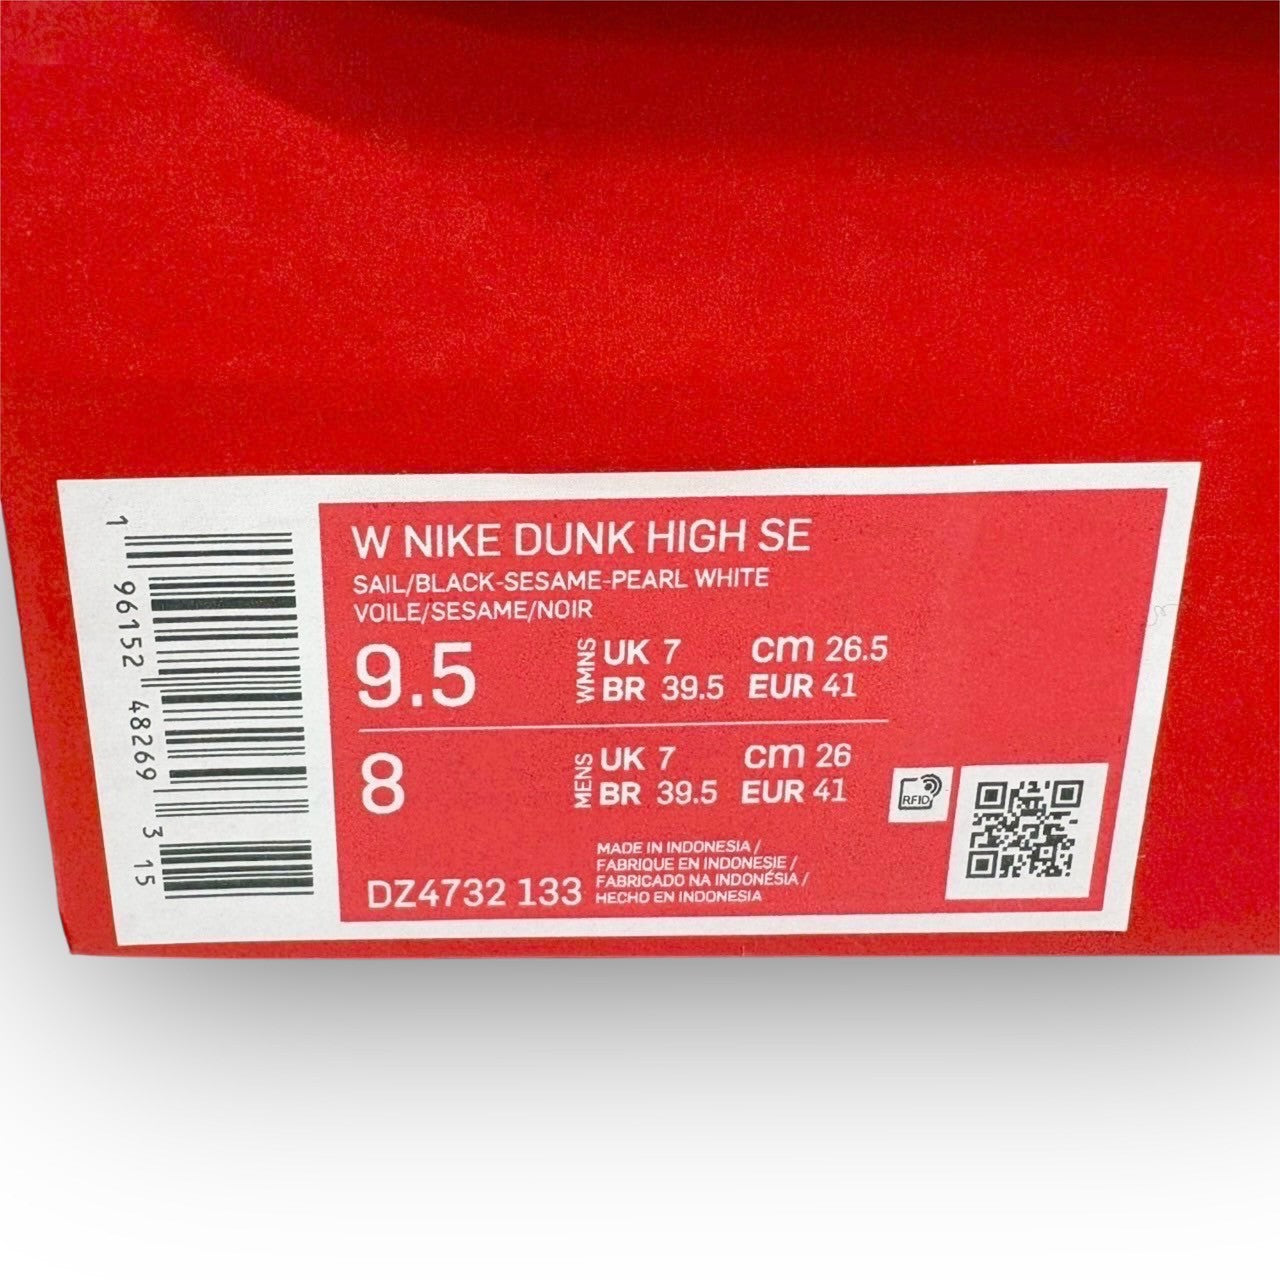 W NIKE DUNK HIGH SE
SAIL/BLACK-SESAME-PEARL WHITE
VOILE/SESAME/NOIR
9.5 WMNS UK 7 cm 26.5
BR 39.5 EUR 41
8 MENS UK 7 cm 26
BR 39.5 EUR 41
MADE IN INDONESIA /
FABRIQUE EN INDONESIE /
FABRICADO NA INDONÉSIA /
HECHO EN INDONESIA
DZ4732 133
RFID
1 96152 48269 3 15